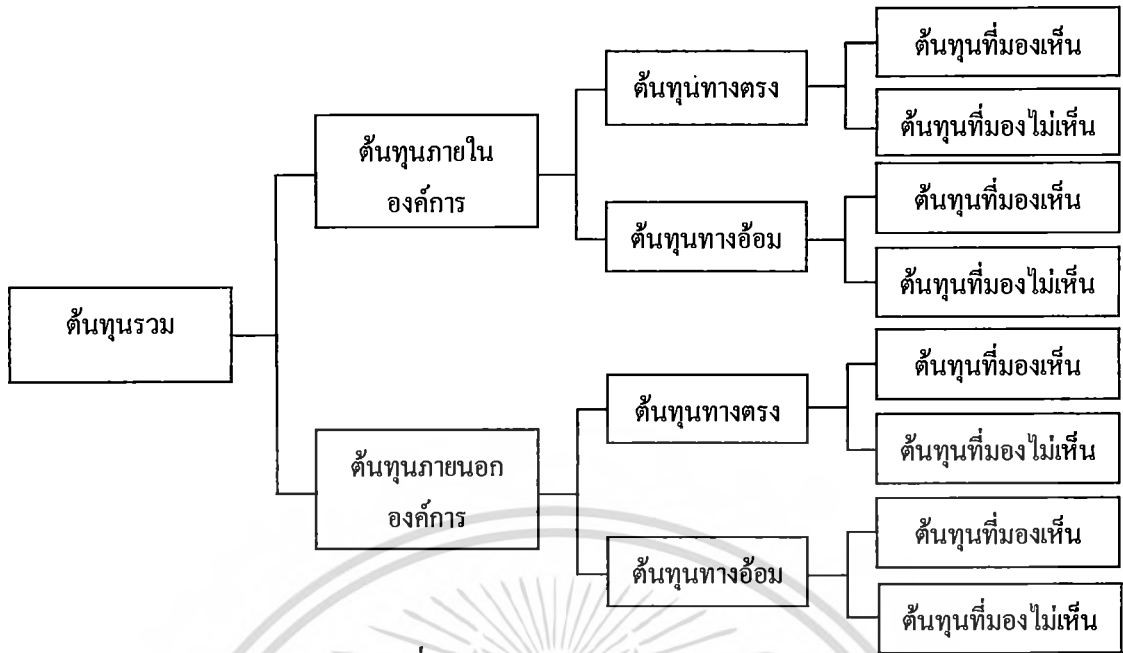 ต้นทุนที่มองเห็น
ต้นทุน่ทางตรง
ต้นทุนที่มองไม่เห็น
ต้นทุนภายใน
องค์การ
ต้นทุนที่มองเห็น
ต้นทุนทางอ้อม
ต้นทุนที่มองไม่เห็น
ต้นทุนรวม
ต้นทุนที่มองเห็น
ต้นทุนทางตรง
ต้นทุนที่มองไม่เห็น
ต้นทุนภายนอก
องค์การ
ต้นทุนที่มองเห็น
ต้นทุนทางอ้อม
ต้นทุนที่มองไม่เห็น